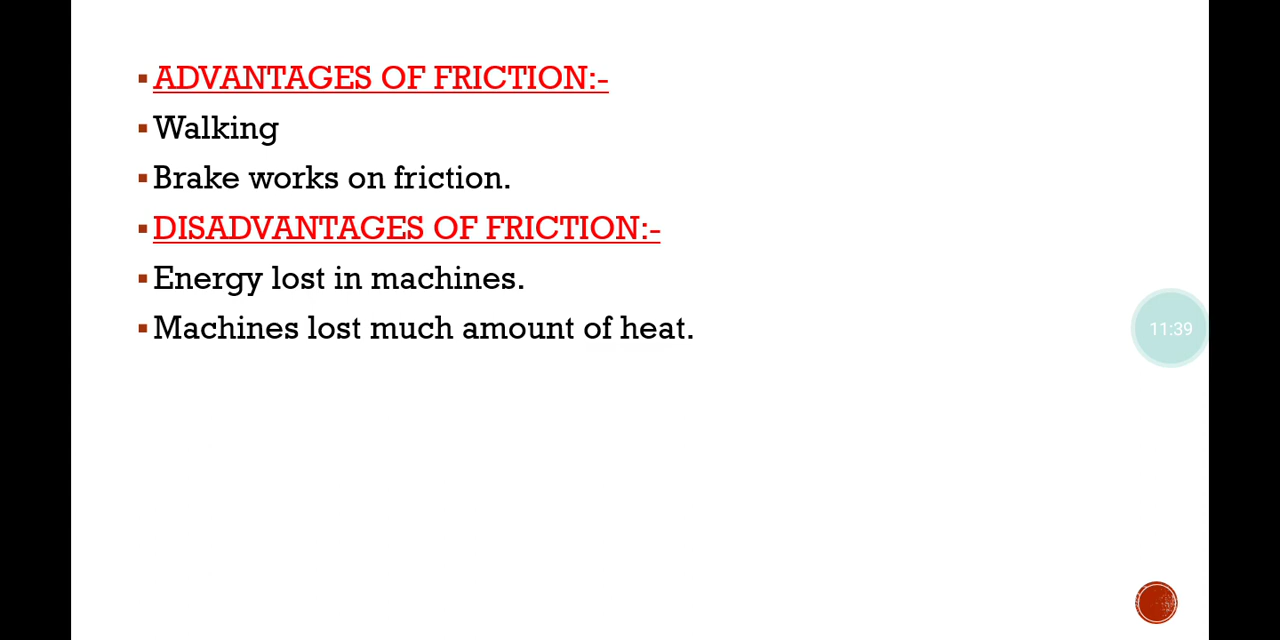 ADVANTAGES OF FRICTION:-
Walking
Brake works on friction.
DISADVANTAGES OF FRICTION:-
Energy lost in machines.
Machines lost much amount of heat.
11:39